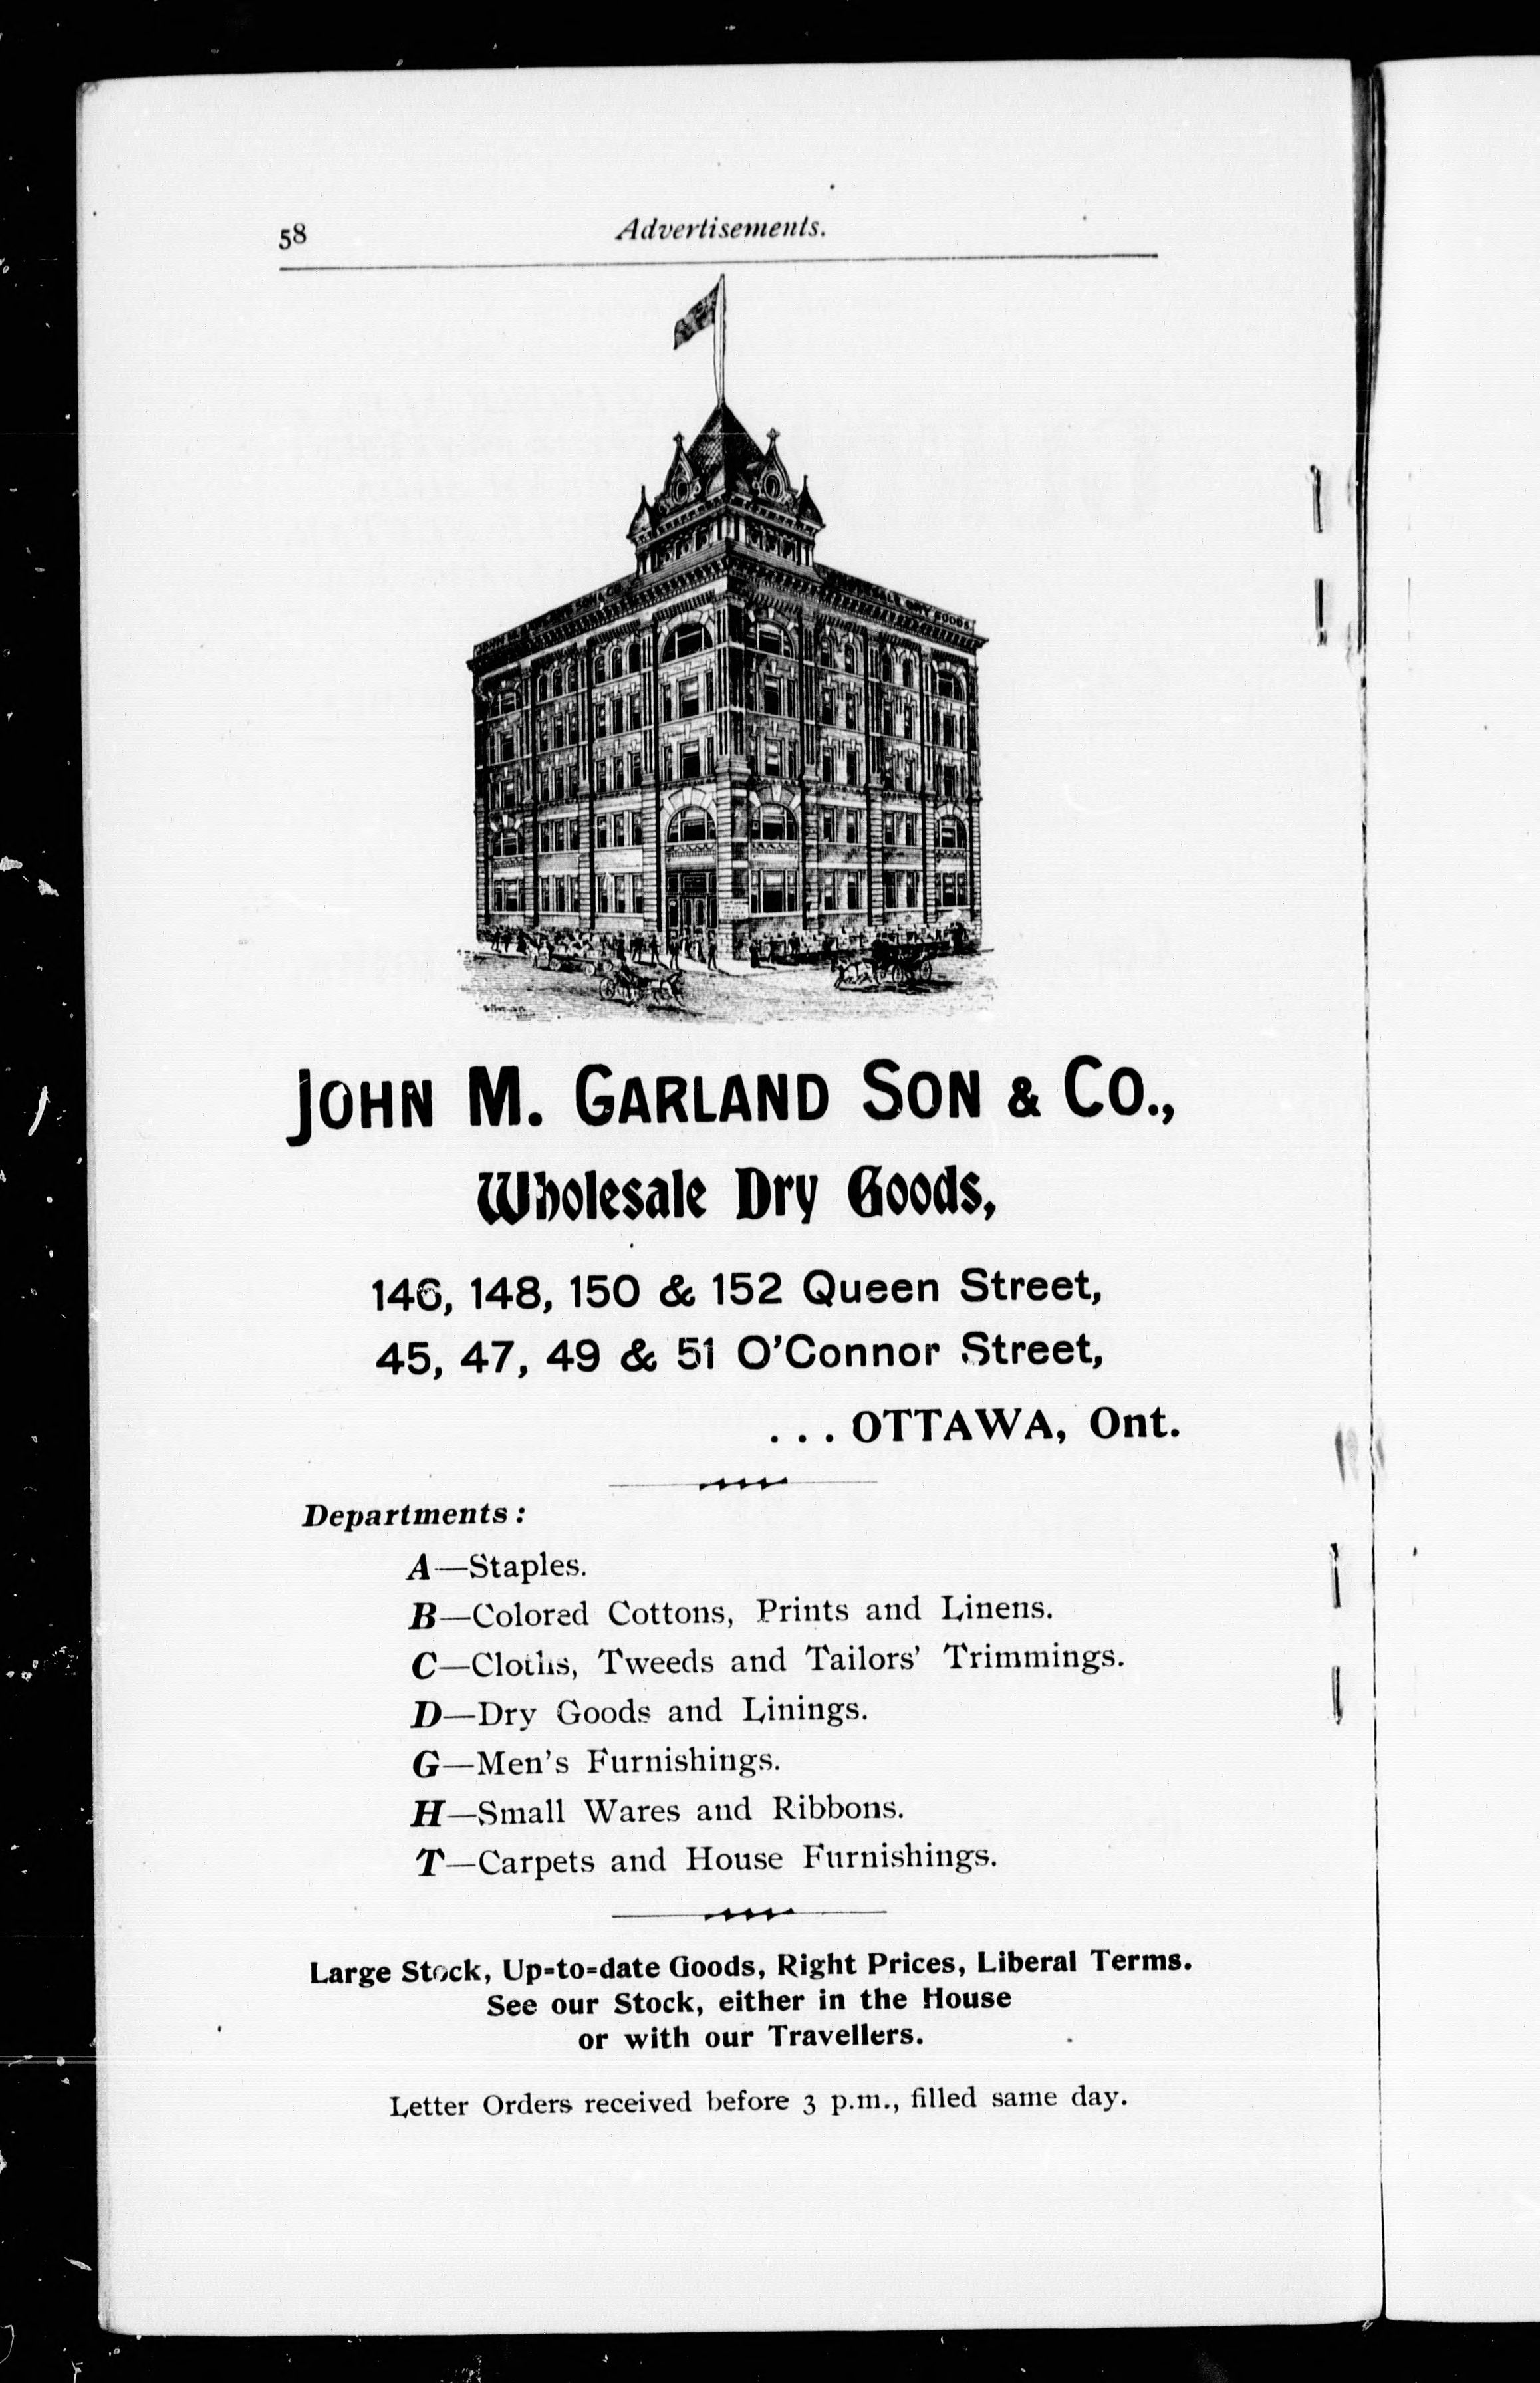 58
Advertisements.
JOHN M. GARLAND SON & CO.,
Wholesale Dry Goods,
146, 148, 150 & 152 Queen Street,
45, 47, 49 & 51 O'Connor Street,
... OTTAWA, Ont.
Departments:
A—Staples.
B—Colored Cottons, Prints and Linens.
C—Cloths, Tweeds and Tailors' Trimmings.
D—Dry Goods and Linings.
G—Men's Furnishings.
H—Small Wares and Ribbons.
T—Carpets and House Furnishings.
Large Stock, Up=to=date Goods, Right Prices, Liberal Terms.
See our Stock, either in the House
or with our Travellers.
Letter Orders received before 3 p.m., filled same day.